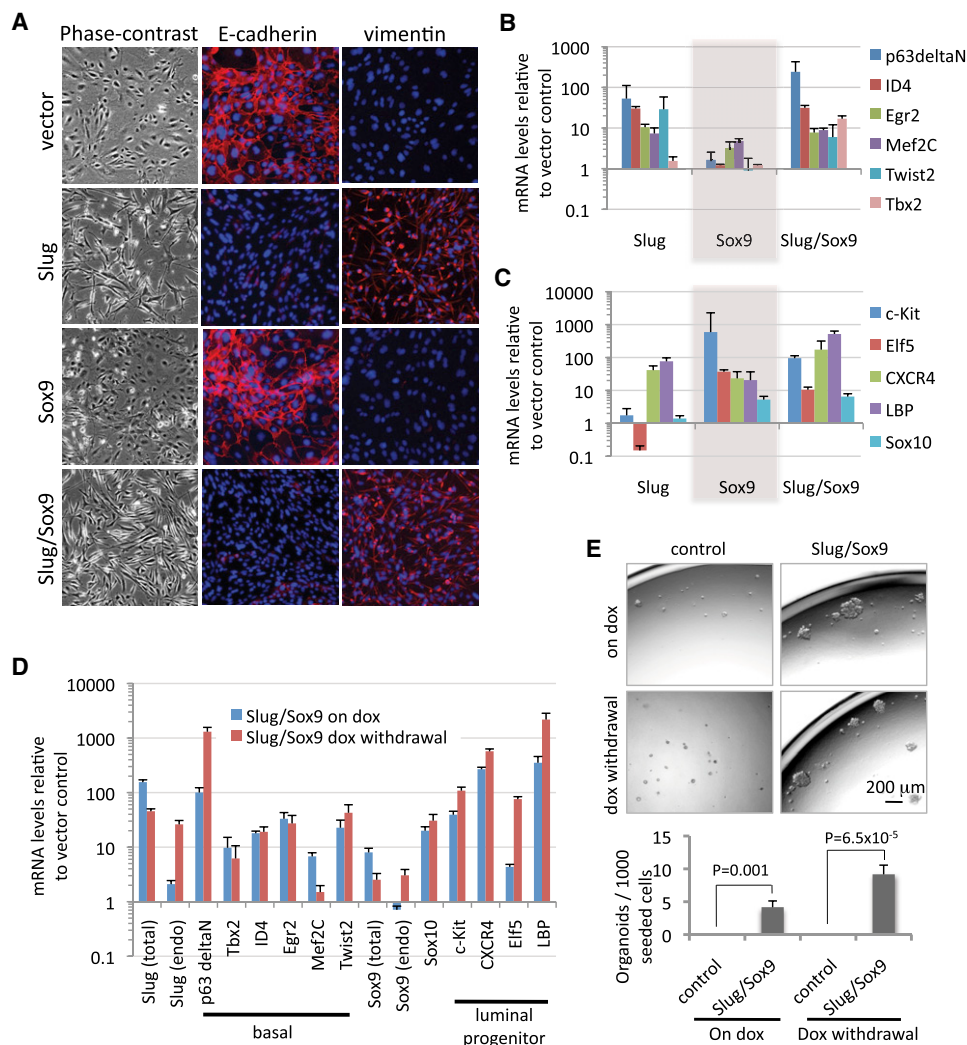 A
Phase-contrast
E-cadherin
vimentin
vector
Slug
Sox9
Slug/Sox9
B
mRNA levels relative
to vector control
1000
100
10
1
0.1
Slug
Sox9
Slug/Sox9
p63deltaN
ID4
Egr2
Mef2C
Twist2
Tbx2
C
mRNA levels relative
to vector control
10000
1000
100
10
1
0.1
Slug
Sox9
Slug/Sox9
c-Kit
Elf5
CXCR4
LBP
Sox10
D
mRNA levels relative
to vector control
10000
1000
100
10
1
0.1
Slug/Sox9 on dox
Slug/Sox9 dox withdrawal
Slug (total)
Slug (endo)
p63 deltaN
Tbx2
ID4
Egr2
Mef2C
Twist2
Sox9 (total)
Sox9 (endo)
Sox10
c-Kit
CXCR4
Elf5
LBP
basal
luminal
progenitor
E
control
Slug/Sox9
on dox
dox withdrawal
200 μm
Organoids / 1000
seeded cells
15
10
5
0
P=0.001
P=6.5x10⁻⁵
control
Slug/Sox9
control
Slug/Sox9
On dox
Dox withdrawal